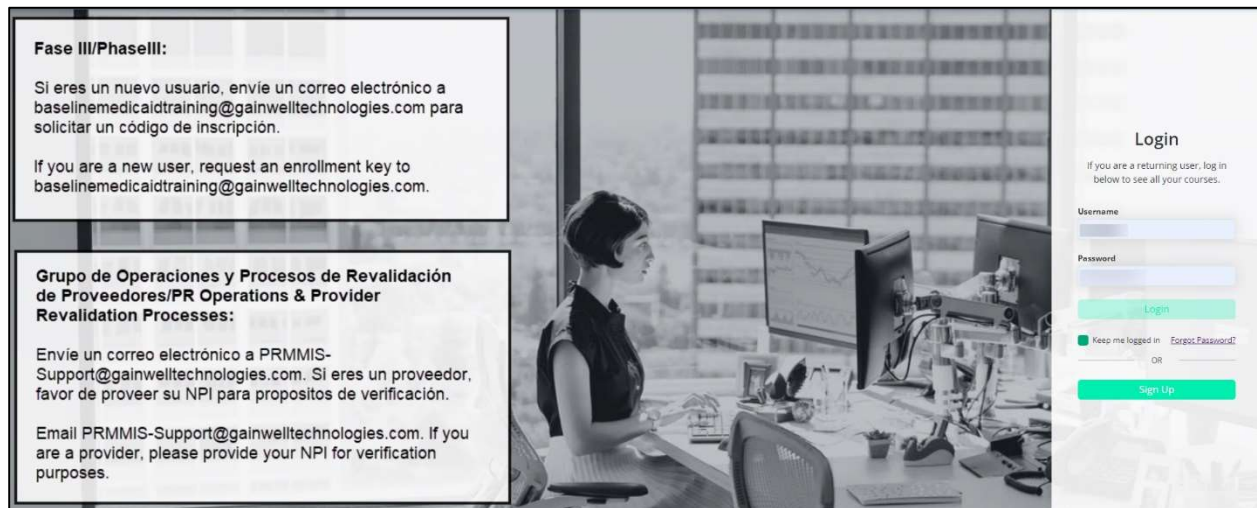 Fase III/PhaseIII:
Si eres un nuevo usuario, envíe un correo electrónico a
baselinemedicaidtraining@gainwelltechnologies.com para
solicitar un código de inscripción.
If you are a new user, request an enrollment key to
baselinemedicaidtraining@gainwelltechnologies.com.
Grupo de Operaciones y Procesos de Revalidación
de Proveedores/PR Operations & Provider
Revalidation Processes:
Envíe un correo electrónico a PRMMIS-
Support@gainwelltechnologies.com. Si eres un proveedor,
favor de proveer su NPI para propositos de verificación.
Email PRMMIS-Support@gainwelltechnologies.com. If you
are a provider, please provide your NPI for verification
purposes.
Login
If you are a returning user, log in
below to see all your courses.
Username
Password
Login
Keep me logged in Forgot Password?
OR
Sign Up